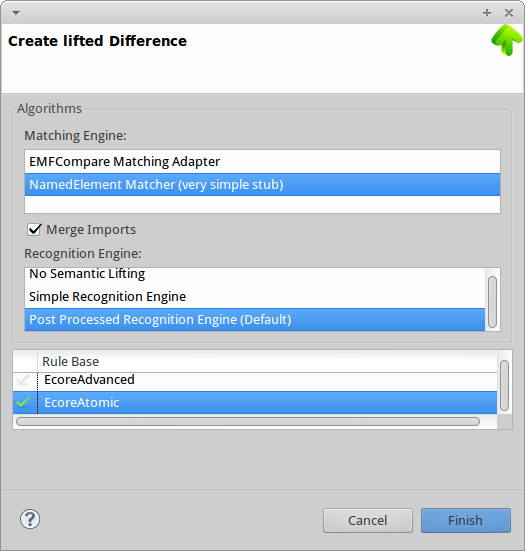 Create lifted Difference
Algorithms
Matching Engine:
EMFCompare Matching Adapter
NamedElement Matcher (very simple stub)
Merge Imports
Recognition Engine:
No Semantic Lifting
Simple Recognition Engine
Post Processed Recognition Engine (Default)
Rule Base
EcoreAdvanced
EcoreAtomic
?
Cancel
Finish